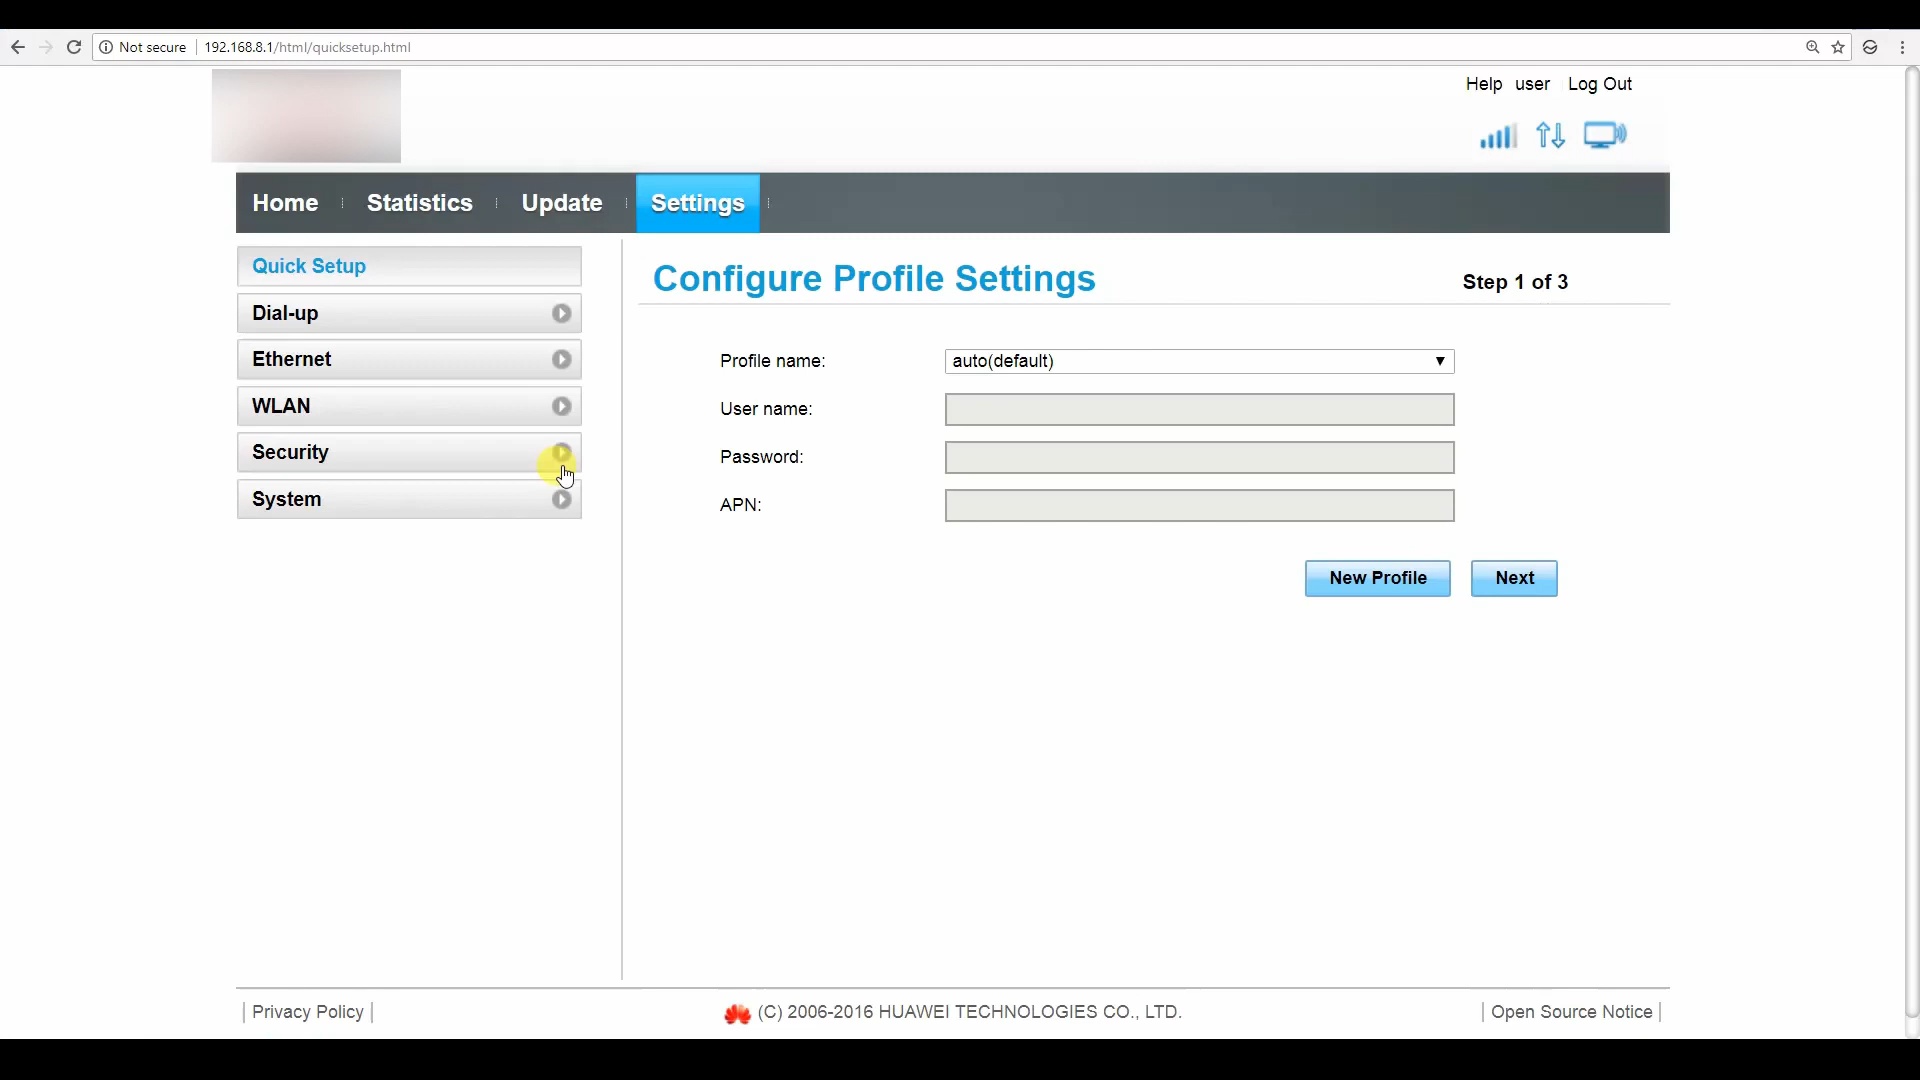 Not secure 192.168.8.1/html/quicksetup.html
Help user Log Out
Home Statistics Update Settings
Quick Setup
Dial-up
Ethernet
WLAN
Security
System
Configure Profile Settings Step 1 of 3
Profile name: auto(default)
User name:
Password:
APN:
New Profile Next
Privacy Policy (C) 2006-2016 HUAWEI TECHNOLOGIES CO., LTD. Open Source Notice